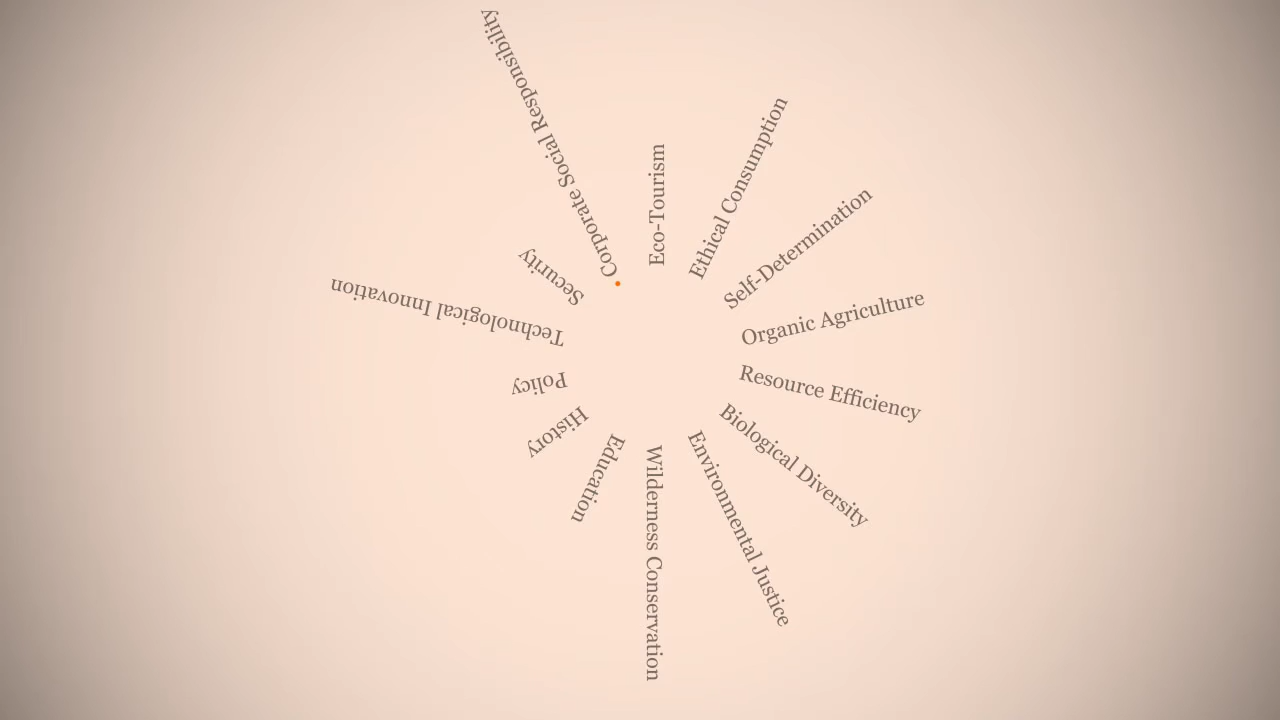 Corporate Social Responsibility
Eco-Tourism
Ethical Consumption
Self-Determination
Organic Agriculture
Resource Efficiency
Biological Diversity
Environmental Justice
Wilderness Conservation
Education
History
Policy
Technological Innovation
Security